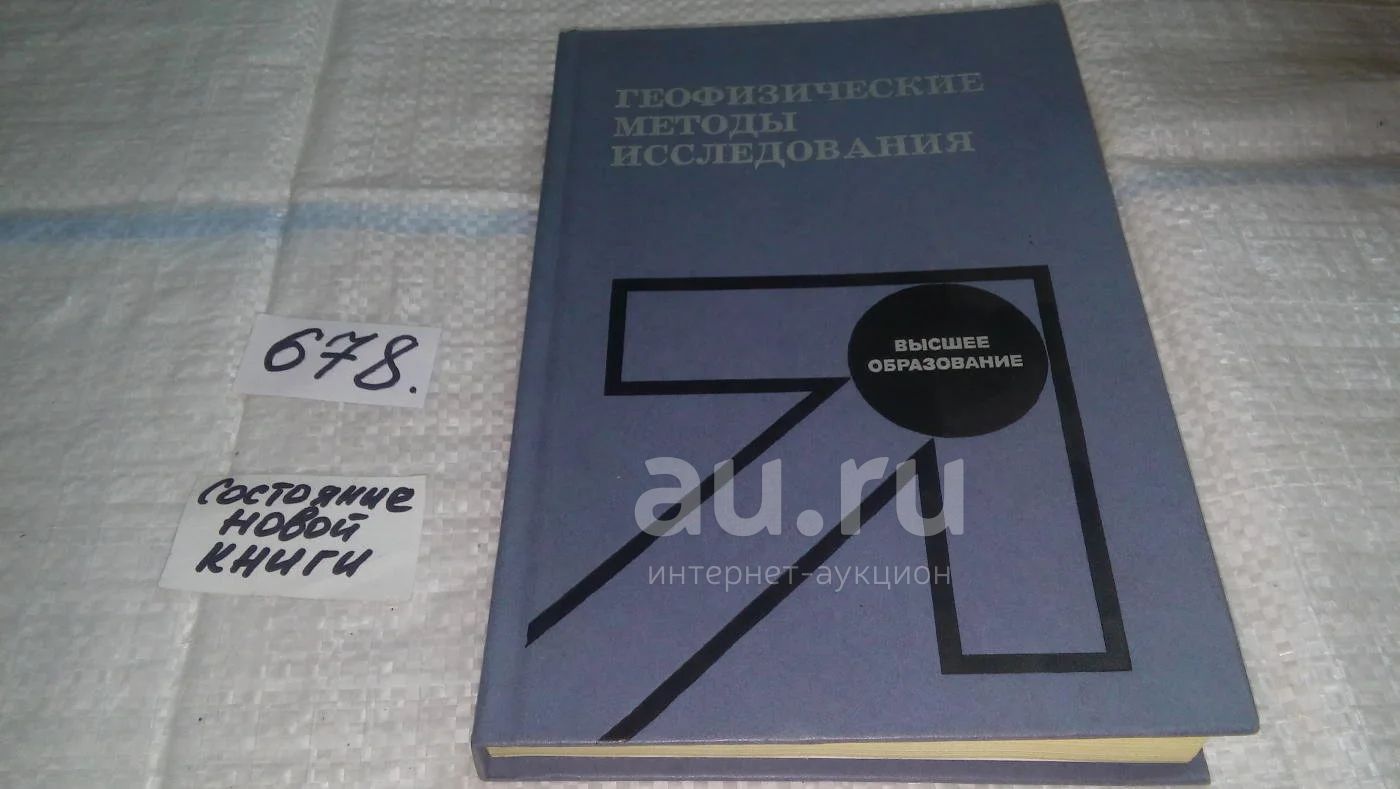 ГЕОФИЗИЧЕСКИЕ
МЕТОДЫ
ИССЛЕДОВАНИЯ
ВЫСШЕЕ
ОБРАЗОВАНИЕ
678.
СОСТОЯНИЕ
НОВОЙ
КНИГИ
au.ru
интернет-аукцион